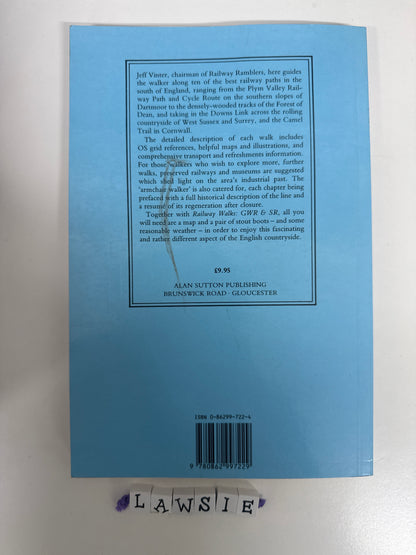 Jeff Vinter, chairman of Railway Ramblers, here guides
the walker along ten of the best railway paths in the
south of England, ranging from the Plym Valley Rail-
way Path and Cycle Route on the southern slopes of
Dartmoor to the densely-wooded tracks of the Forest of
Dean, and taking in the Downs Link across the rolling
countryside of West Sussex and Surrey, and the Camel
Trail in Cornwall.
The detailed description of each walk includes
OS grid references, helpful maps and illustrations, and
comprehensive transport and refreshments information.
For those walkers who wish to explore more, further
walks, preserved railways and museums are suggested
which shed light on the area's industrial past. The
'armchair walker' is also catered for, each chapter being
prefaced with a full historical description of the line and
a resume of its regeneration after closure.
Together with Railway Walks: GWR & SR, all you
will need are a map and a pair of stout boots – and some
reasonable weather – in order to enjoy this fascinating
and rather different aspect of the English countryside.
£9.95
ALAN SUTTON PUBLISHING
BRUNSWICK ROAD · GLOUCESTER
ISBN 0-86299-722-4
9 780862 997229
LAWSIE